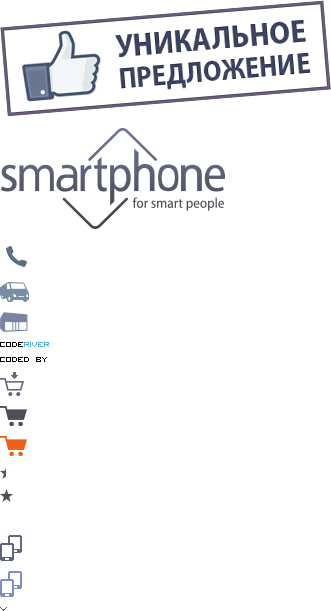 УНИКАЛЬНОЕ
ПРЕДЛОЖЕНИЕ
smartphone
for smart people
CODERIVER
CODED BY